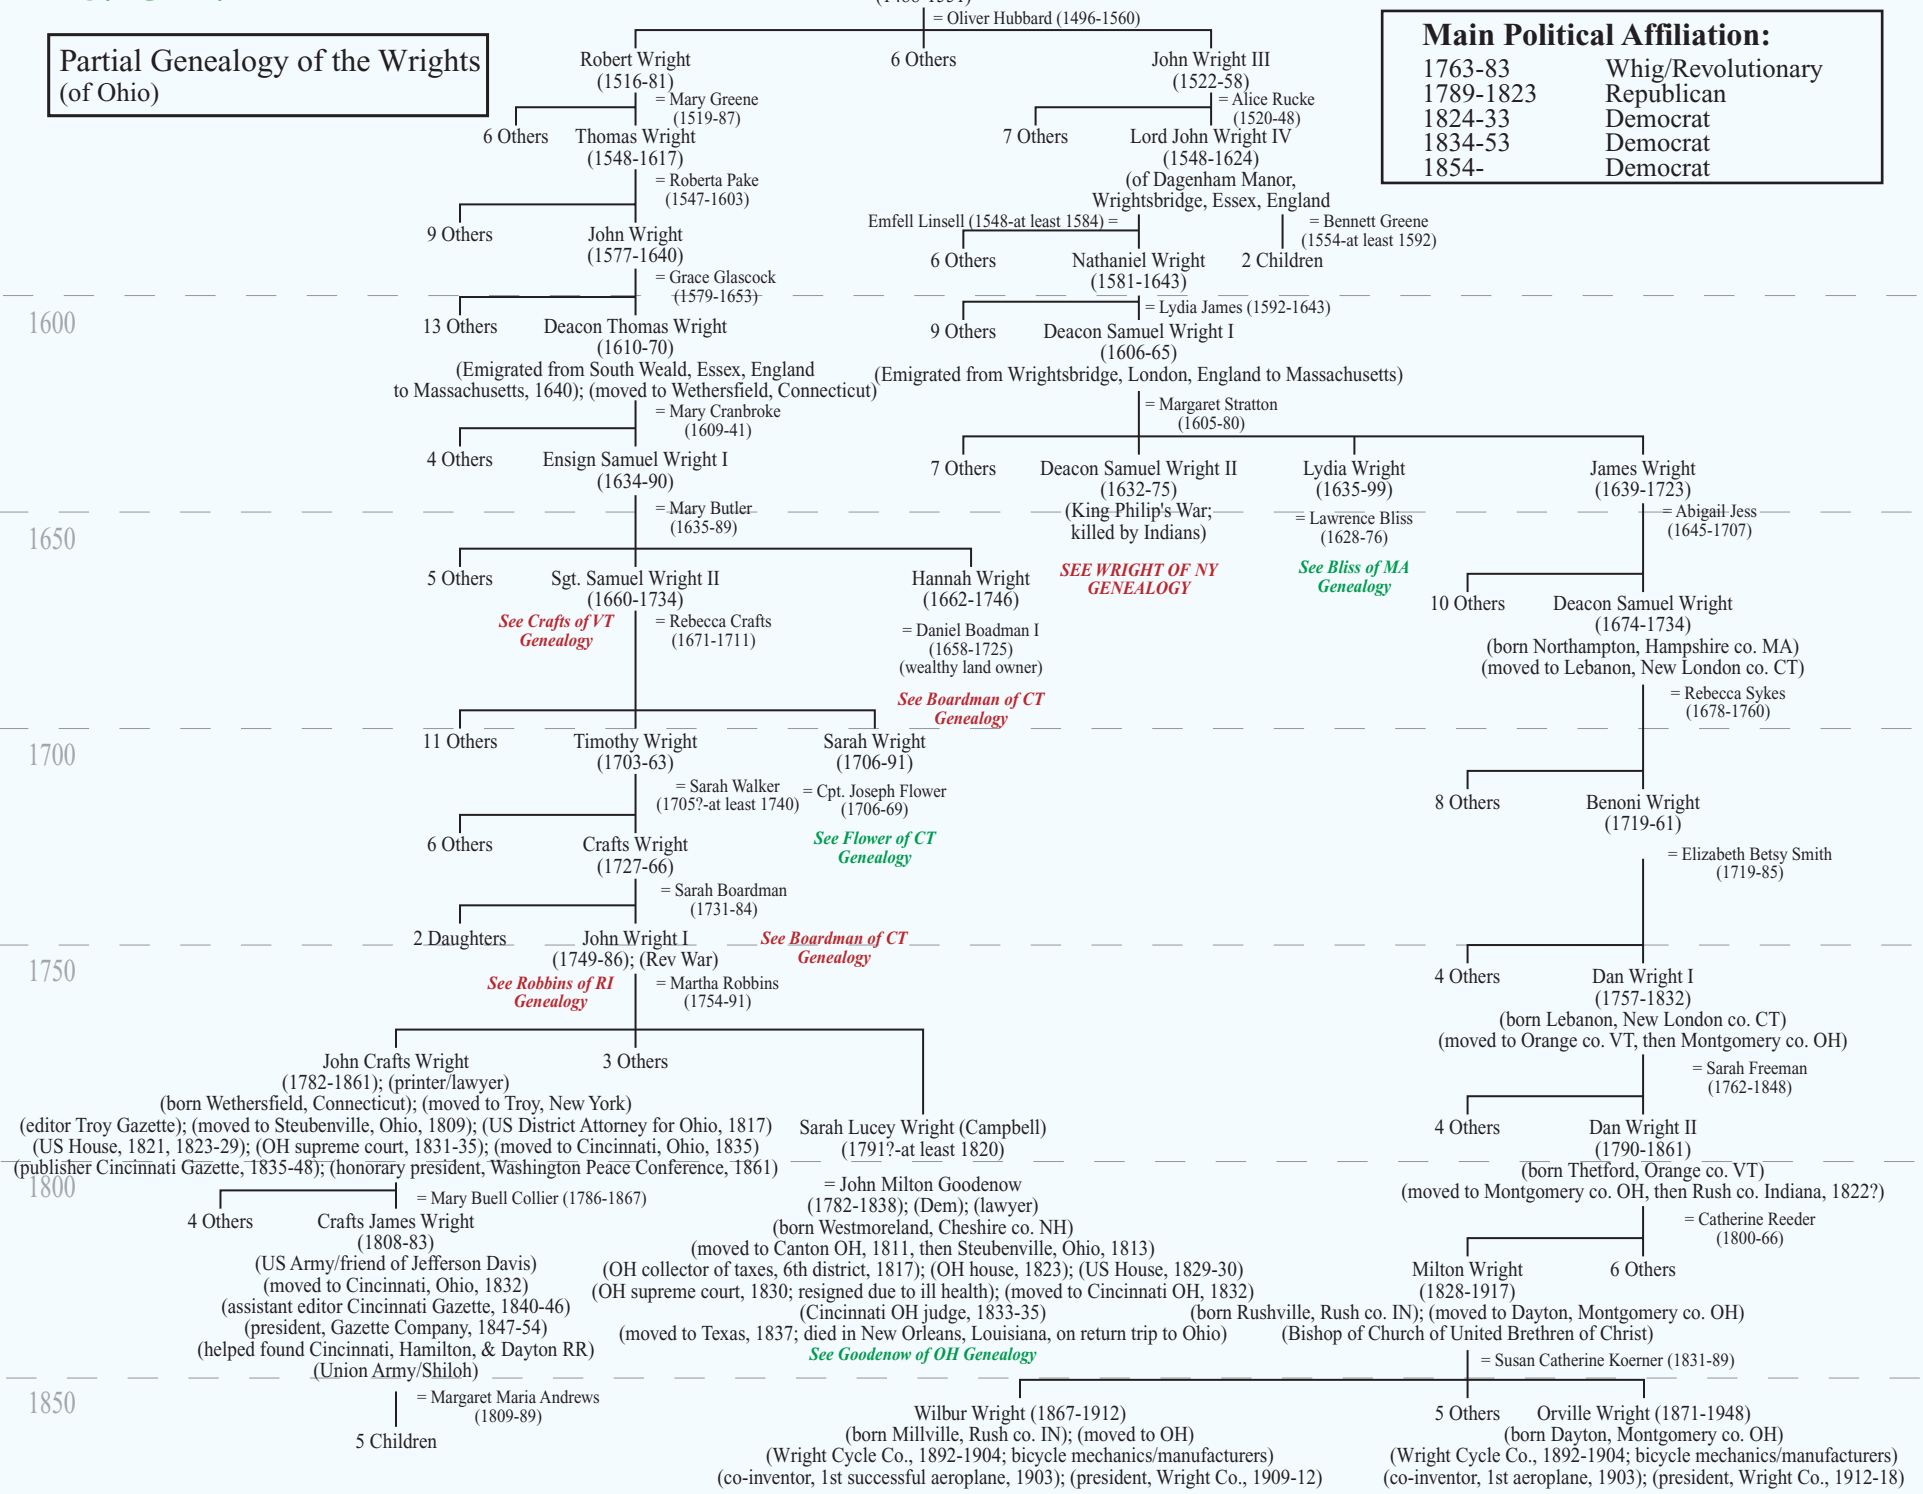 = Oliver Hubbard (1496-1560)
Partial Genealogy of the Wrights
(of Ohio)
Main Political Affiliation:
1763-83 Whig/Revolutionary
1789-1823 Republican
1824-33 Democrat
1834-53 Democrat
1854- Democrat
Robert Wright
(1516-81)
6 Others
John Wright III
(1522-58)
= Mary Greene
(1519-87)
= Alice Rucke
(1520-48)
6 Others
Thomas Wright
(1548-1617)
7 Others
Lord John Wright IV
(1548-1624)
(of Dagenham Manor,
Wrightsbridge, Essex, England
= Roberta Pake
(1547-1603)
Emfell Linsell (1548-at least 1584) =
= Bennett Greene
(1554-at least 1592)
9 Others
John Wright
(1577-1640)
6 Others
Nathaniel Wright
(1581-1643)
2 Children
= Grace Glascock
(1579-1653)
= Lydia James (1592-1643)
1600
13 Others
Deacon Thomas Wright
(1610-70)
(Emigrated from South Weald, Essex, England
to Massachusetts, 1640); (moved to Wethersfield, Connecticut)
9 Others
Deacon Samuel Wright I
(1606-65)
(Emigrated from Wrightsbridge, London, England to Massachusetts)
= Mary Cranbroke
(1609-41)
= Margaret Stratton
(1605-80)
4 Others
Ensign Samuel Wright I
(1634-90)
7 Others
Deacon Samuel Wright II
(1632-75)
(King Philip's War;
killed by Indians)
SEE WRIGHT OF NY
GENEALOGY
Lydia Wright
(1635-99)
= Lawrence Bliss
(1628-76)
See Bliss of MA
Genealogy
James Wright
(1639-1723)
= Abigail Jess
(1645-1707)
= Mary Butler
(1635-89)
1650
5 Others
Sgt. Samuel Wright II
(1660-1734)
See Crafts of VT
Genealogy
= Rebecca Crafts
(1671-1711)
Hannah Wright
(1662-1746)
= Daniel Boadman I
(1658-1725)
(wealthy land owner)
See Boardman of CT
Genealogy
10 Others
Deacon Samuel Wright
(1674-1734)
(born Northampton, Hampshire co. MA)
(moved to Lebanon, New London co. CT)
= Rebecca Sykes
(1678-1760)
1700
11 Others
Timothy Wright
(1703-63)
= Sarah Walker
(1705?-at least 1740)
Sarah Wright
(1706-91)
= Cpt. Joseph Flower
(1706-69)
See Flower of CT
Genealogy
8 Others
Benoni Wright
(1719-61)
= Elizabeth Betsy Smith
(1719-85)
6 Others
Crafts Wright
(1727-66)
= Sarah Boardman
(1731-84)
See Boardman of CT
Genealogy
2 Daughters
John Wright I
(1749-86); (Rev War)
1750
See Robbins of RI
Genealogy
= Martha Robbins
(1754-91)
4 Others
Dan Wright I
(1757-1832)
(born Lebanon, New London co. CT)
(moved to Orange co. VT, then Montgomery co. OH)
= Sarah Freeman
(1762-1848)
John Crafts Wright
(1782-1861); (printer/lawyer)
(born Wethersfield, Connecticut); (moved to Troy, New York)
(editor Troy Gazette); (moved to Steubenville, Ohio, 1809); (US District Attorney for Ohio, 1817)
(US House, 1821, 1823-29); (OH supreme court, 1831-35); (moved to Cincinnati, Ohio, 1835)
(publisher Cincinnati Gazette, 1835-48); (honorary president, Washington Peace Conference, 1861)
3 Others
Sarah Lucey Wright (Campbell)
(1791?-at least 1820)
4 Others
Dan Wright II
(1790-1861)
(born Thetford, Orange co. VT)
(moved to Montgomery co. OH, then Rush co. Indiana, 1822?)
1800
= Mary Buell Collier (1786-1867)
= John Milton Goodenow
(1782-1838); (Dem); (lawyer)
(born Westmoreland, Cheshire co. NH)
(moved to Canton OH, 1811, then Steubenville, Ohio, 1813)
(OH collector of taxes, 6th district, 1817); (OH house, 1823); (US House, 1829-30)
(OH supreme court, 1830; resigned due to ill health); (moved to Cincinnati OH, 1832)
(Cincinnati OH judge, 1833-35)
(moved to Texas, 1837; died in New Orleans, Louisiana, on return trip to Ohio)
See Goodenow of OH Genealogy
= Catherine Reeder
(1800-66)
4 Others
Crafts James Wright
(1808-83)
(US Army/friend of Jefferson Davis)
(moved to Cincinnati, Ohio, 1832)
(assistant editor Cincinnati Gazette, 1840-46)
(president, Gazette Company, 1847-54)
(helped found Cincinnati, Hamilton, & Dayton RR)
(Union Army/Shiloh)
Milton Wright
(1828-1917)
(born Rushville, Rush co. IN); (moved to Dayton, Montgomery co. OH)
(Bishop of Church of United Brethren of Christ)
6 Others
= Susan Catherine Koerner (1831-89)
1850
= Margaret Maria Andrews
(1809-89)
5 Children
Wilbur Wright (1867-1912)
(born Millville, Rush co. IN); (moved to OH)
(Wright Cycle Co., 1892-1904; bicycle mechanics/manufacturers)
(co-inventor, 1st successful aeroplane, 1903); (president, Wright Co., 1909-12)
5 Others
Orville Wright (1871-1948)
(born Dayton, Montgomery co. OH)
(Wright Cycle Co., 1892-1904; bicycle mechanics/manufacturers)
(co-inventor, 1st aeroplane, 1903); (president, Wright Co., 1912-18)